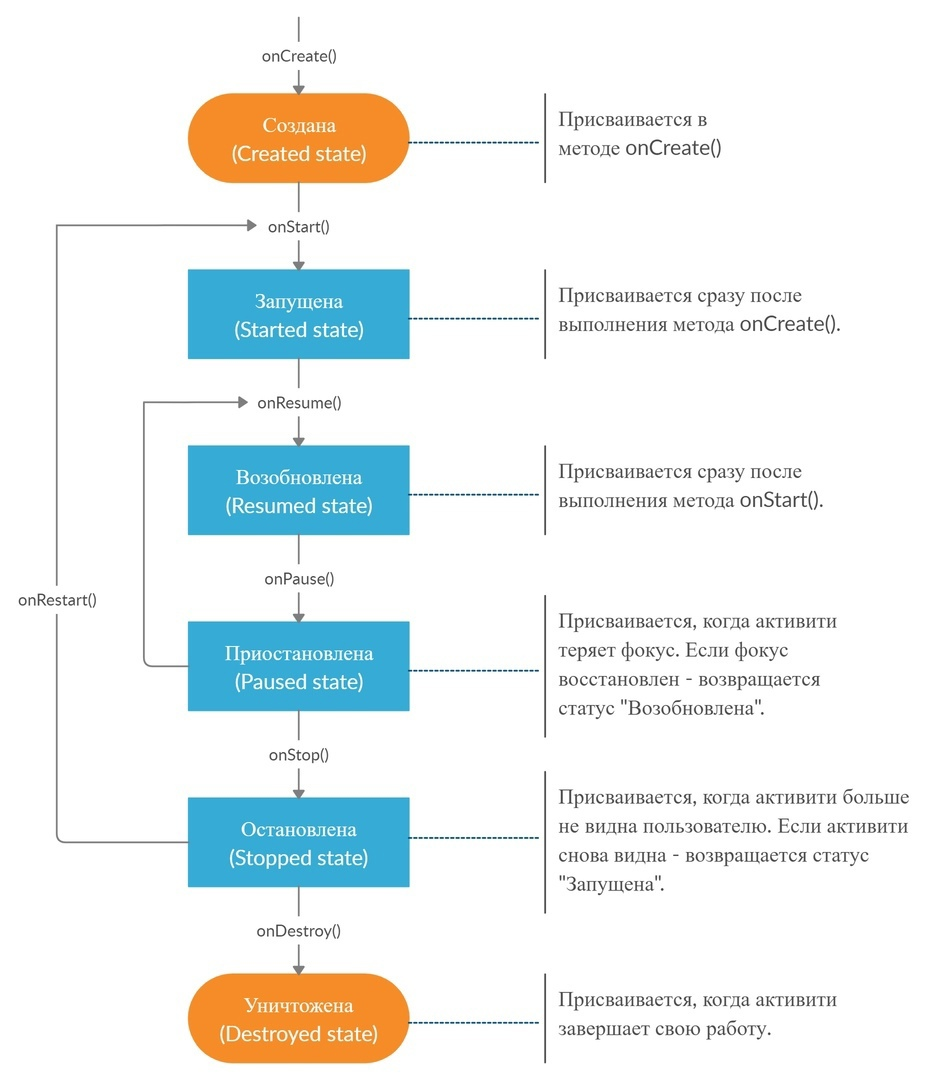 onCreate()
Создана
(Created state)
Присваивается в
методе onCreate()
onStart()
Запущена
(Started state)
Присваивается сразу после
выполнения метода onCreate().
onResume()
Возобновлена
(Resumed state)
Присваивается сразу после
выполнения метода onStart().
onPause()
onRestart()
Приостановлена
(Paused state)
Присваивается, когда активити
теряет фокус. Если фокус
восстановлен - возвращается
статус "Возобновлена".
onStop()
Остановлена
(Stopped state)
Присваивается, когда активити больше
не видна пользователю. Если активити
снова видна - возвращается статус
"Запущена".
onDestroy()
Уничтожена
(Destroyed state)
Присваивается, когда активити
завершает свою работу.